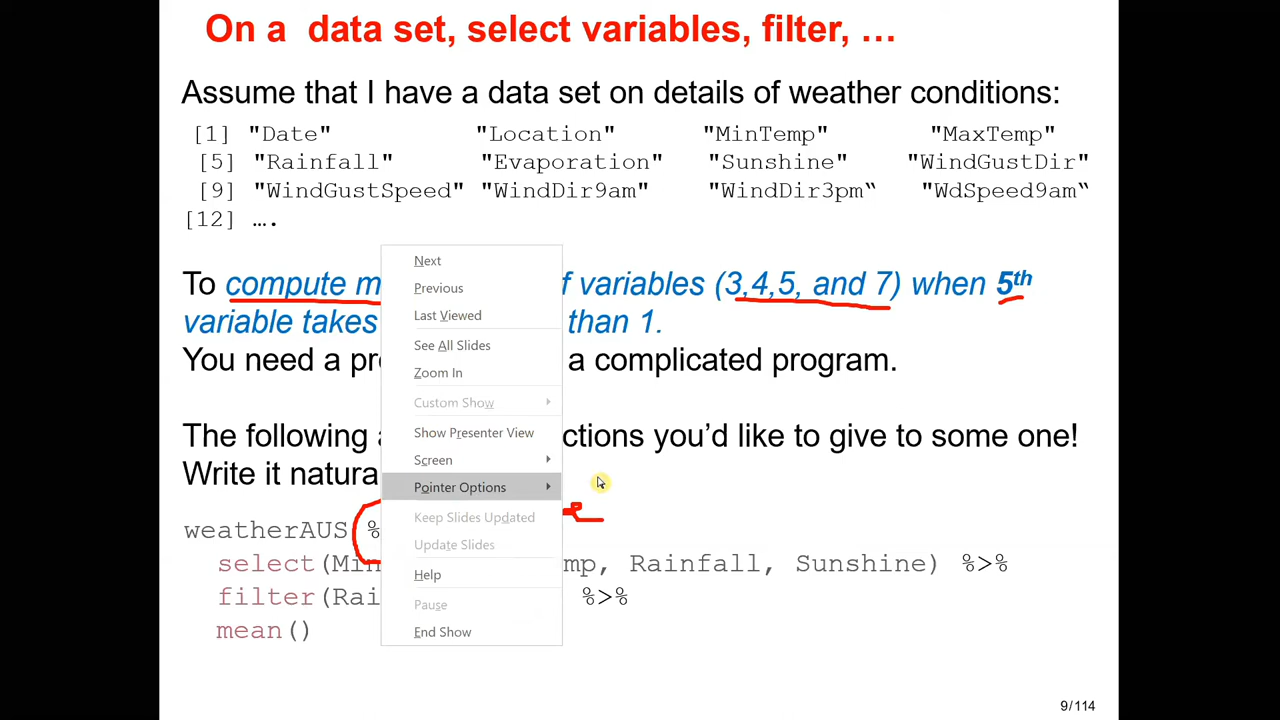 On a data set, select variables, filter, …
Assume that I have a data set on details of weather conditions:
[1] "Date" "Location" "MinTemp" "MaxTemp"
[5] "Rainfall" "Evaporation" "Sunshine" "WindGustDir"
[9] "WindGustSpeed" "WindDir9am" "WindDir3pm“ "WdSpeed9am“
[12] ….
To compute m f variables (3,4,5, and 7) when 5th
variable takes than 1.
You need a pr a complicated program.
The following a ctions you’d like to give to some one!
Write it natura
weatherAUS %
select(Min mp, Rainfall, Sunshine) %>%
filter(Rai %>%
mean()
Next
Previous
Last Viewed
See All Slides
Zoom In
Custom Show
Show Presenter View
Screen
Pointer Options
Keep Slides Updated
Update Slides
Help
Pause
End Show
9/114